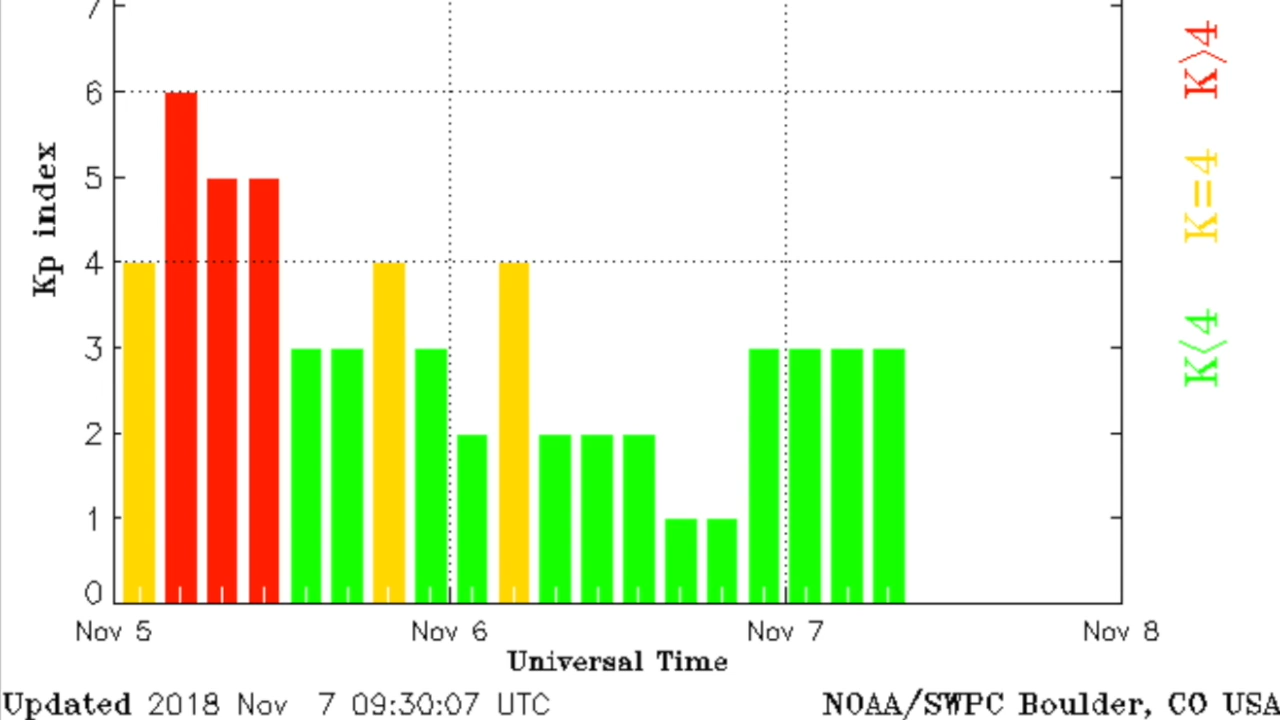 7
6
5
4
3
2
1
0
Kp index
Nov 5 Nov 6 Nov 7 Nov 8
Universal Time
Updated 2018 Nov 7 09:30:07 UTC NOAA/SWPC Boulder, CO USA
K<4 K=4 K>4